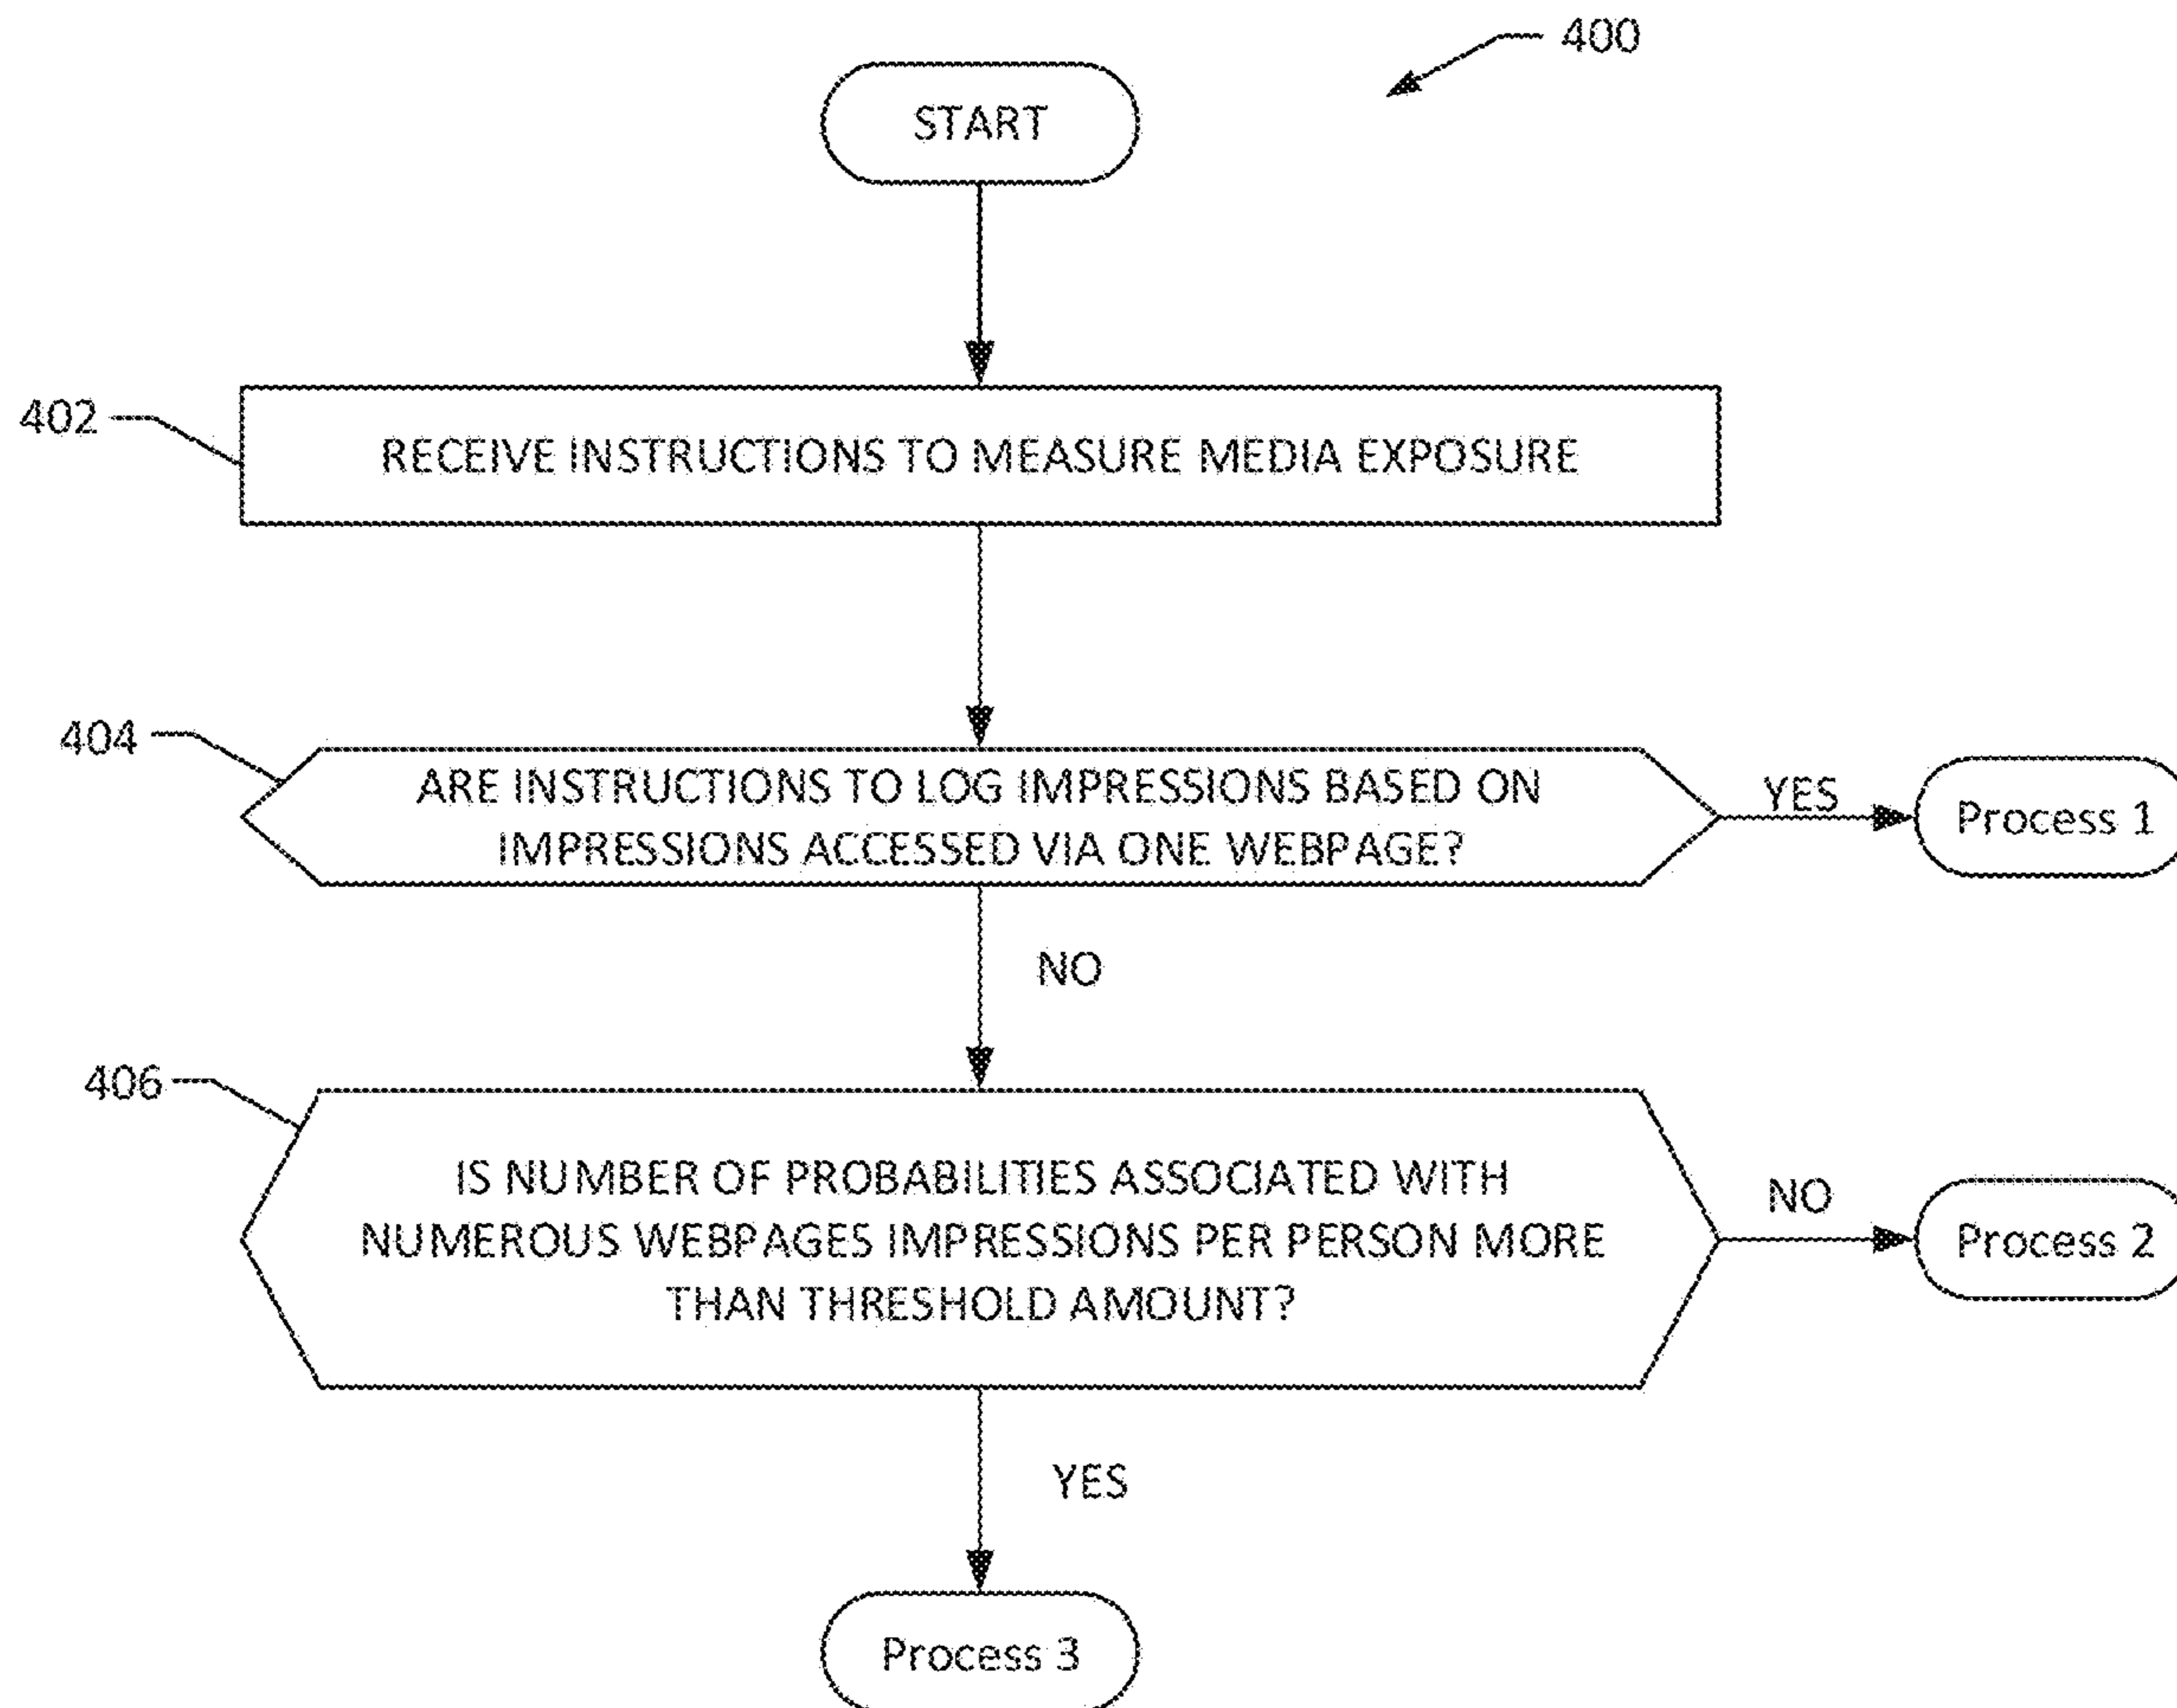 400
START
402
RECEIVE INSTRUCTIONS TO MEASURE MEDIA EXPOSURE
404
ARE INSTRUCTIONS TO LOG IMPRESSIONS BASED ON
IMPRESSIONS ACCESSED VIA ONE WEBPAGE?
YES
Process 1
NO
406
IS NUMBER OF PROBABILITIES ASSOCIATED WITH
NUMEROUS WEBPAGES IMPRESSIONS PER PERSON MORE
THAN THRESHOLD AMOUNT?
NO
Process 2
YES
Process 3